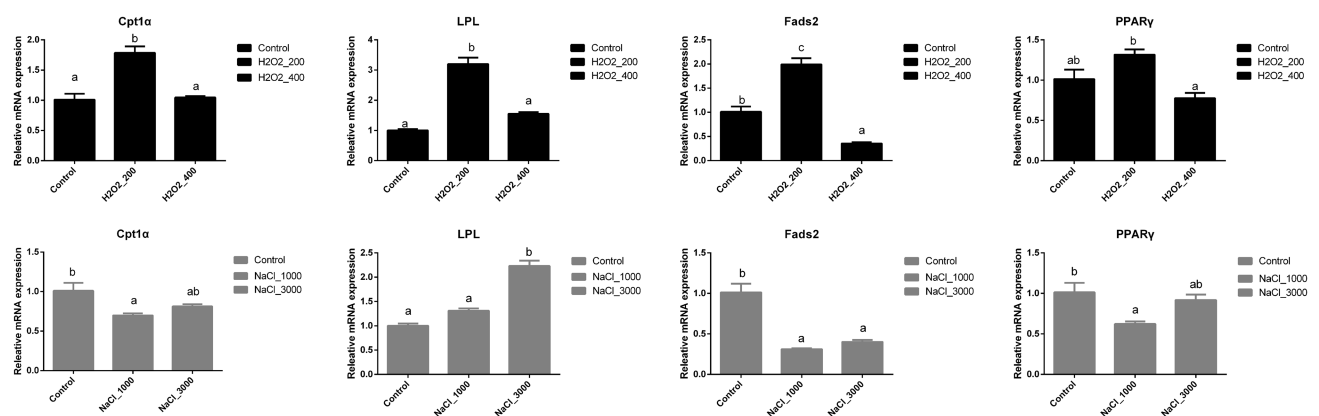 Cpt1α
Releative mRNA expression
2.0
1.5
1.0
0.5
0.0
a
b
a
Control
H2O2_200
H2O2_400
Control
H2O2_200
H2O2_400
LPL
Releative mRNA expression
4
3
2
1
0
a
b
a
Control
H2O2_200
H2O2_400
Control
H2O2_200
H2O2_400
Fads2
Releative mRNA expression
2.5
2.0
1.5
1.0
0.5
0.0
b
c
a
Control
H2O2_200
H2O2_400
Control
H2O2_200
H2O2_400
PPARγ
Releative mRNA expression
2.0
1.5
1.0
0.5
0.0
ab
b
a
Control
H2O2_200
H2O2_400
Control
H2O2_200
H2O2_400
Cpt1α
Releative mRNA expression
1.5
1.0
0.5
0.0
b
a
ab
Control
NaCl_1000
NaCl_3000
Control
NaCl_1000
NaCl_3000
LPL
Releative mRNA expression
2.5
2.0
1.5
1.0
0.5
0.0
a
a
b
Control
NaCl_1000
NaCl_3000
Control
NaCl_1000
NaCl_3000
Fads2
Releative mRNA expression
1.5
1.0
0.5
0.0
b
a
a
Control
NaCl_1000
NaCl_3000
Control
NaCl_1000
NaCl_3000
PPARγ
Releative mRNA expression
1.5
1.0
0.5
0.0
b
a
ab
Control
NaCl_1000
NaCl_3000
Control
NaCl_1000
NaCl_3000